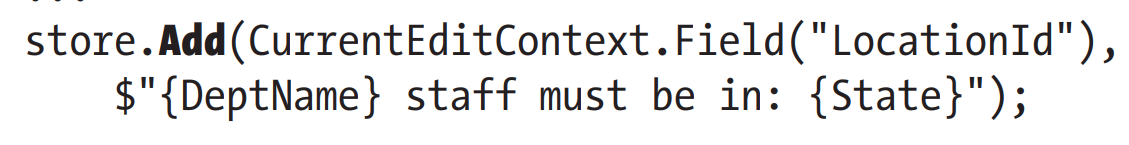 store.Add(CurrentEditContext.Field("LocationId"),
$"{DeptName} staff must be in: {State}");